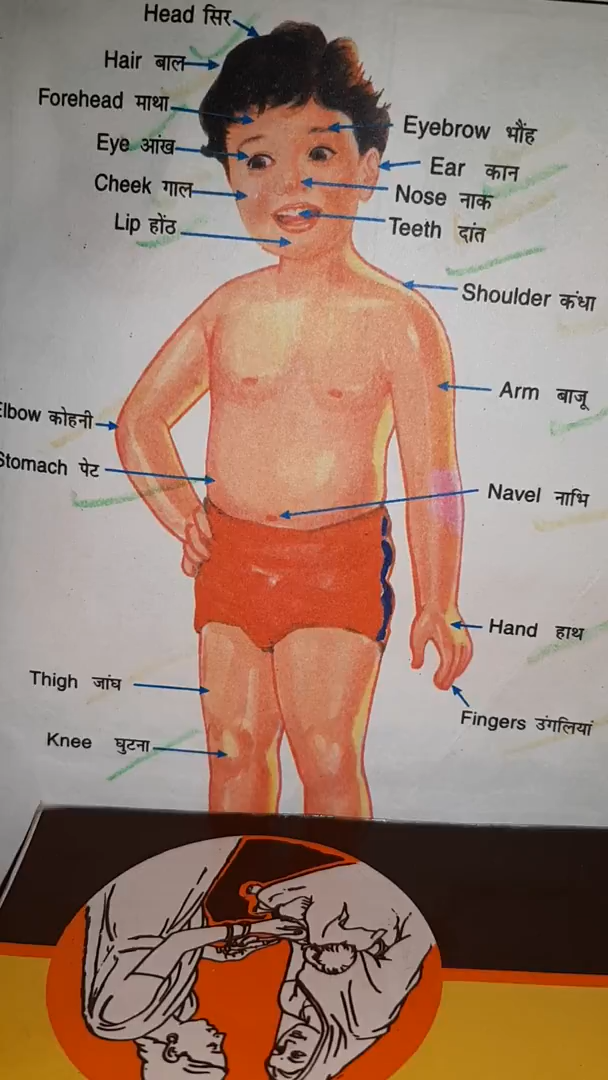 Head सिर
Hair बाल
Forehead माथा
Eyebrow भौंह
Eye आंख
Ear कान
Cheek गाल
Nose नाक
Lip होंठ
Teeth दांत
Shoulder कंधा
Arm बाजू
Elbow कोहनी
Stomach पेट
Navel नाभि
Hand हाथ
Thigh जांघ
Fingers उंगलियां
Knee घुटना